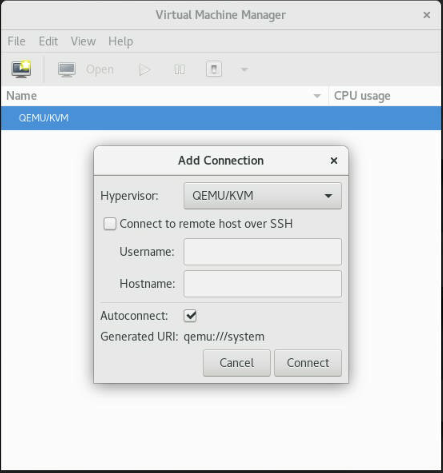 Virtual Machine Manager
File Edit View Help
Open
Name CPU usage
QEMU/KVM
Add Connection
Hypervisor: QEMU/KVM
Connect to remote host over SSH
Username:
Hostname:
Autoconnect:
Generated URI: qemu:///system
Cancel Connect